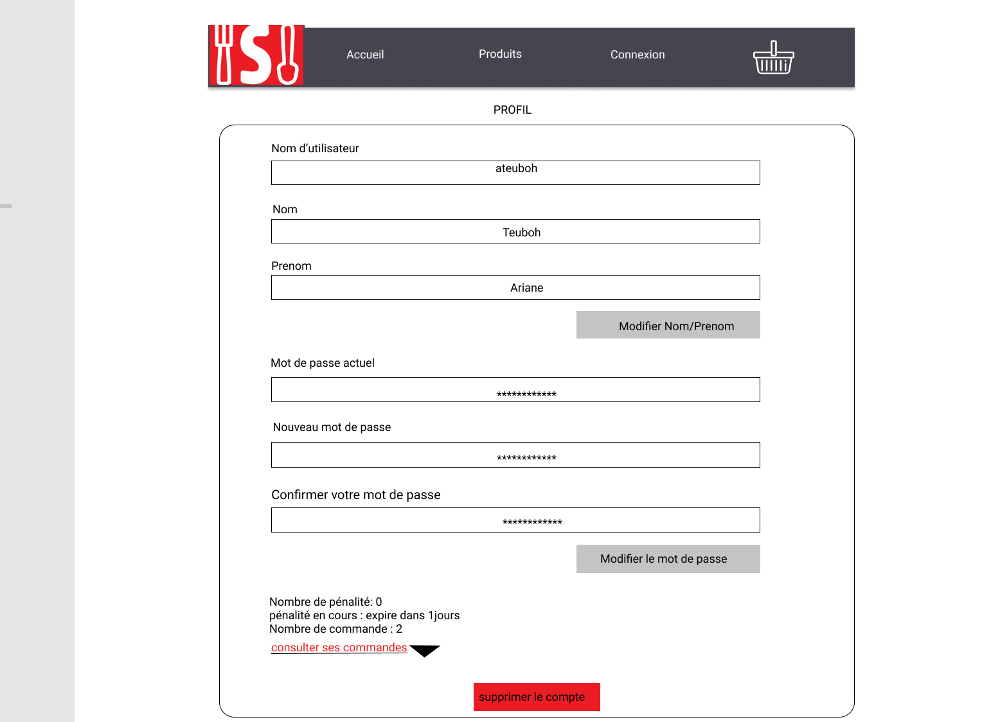 S
Accueil
Produits
Connexion
PROFIL
Nom d’utilisateur
ateuboh
Nom
Teuboh
Prenom
Ariane
Modifier Nom/Prenom
Mot de passe actuel
************
Nouveau mot de passe
************
Confirmer votre mot de passe
************
Modifier le mot de passe
Nombre de pénalité: 0
pénalité en cours : expire dans 1jours
Nombre de commande : 2
consulter ses commandes
supprimer le compte